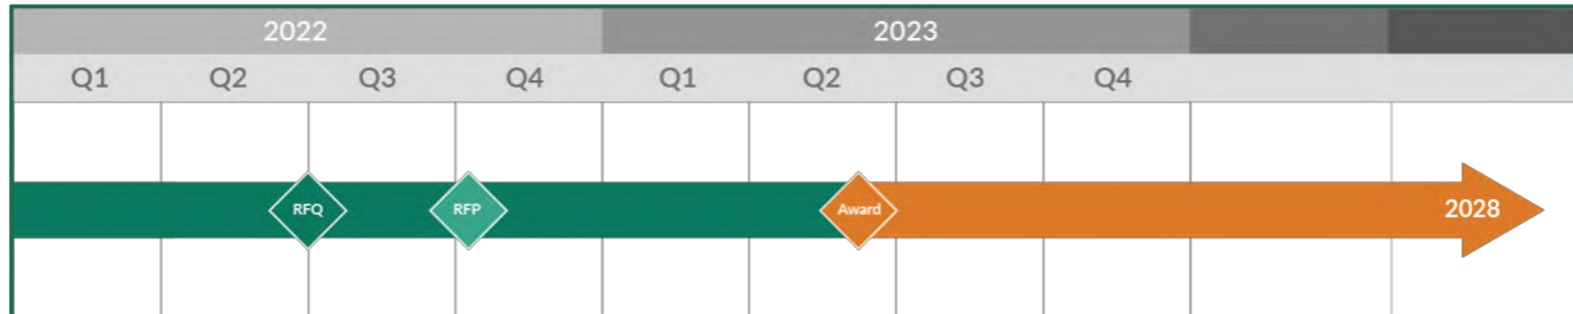 2022 2023
Q1 Q2 Q3 Q4 Q1 Q2 Q3 Q4
RFQ RFP Award 2028